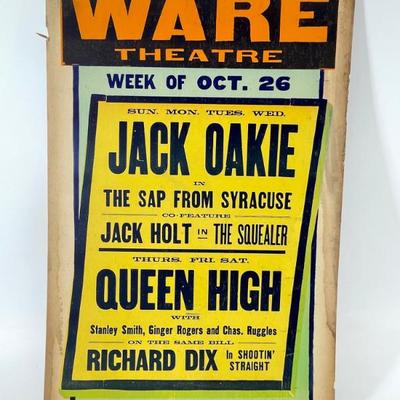 WARE
THEATRE
WEEK OF OCT. 26
SUN. MON. TUES. WED.
JACK OAKIE
IN
THE SAP FROM SYRACUSE
CO-FEATURE
JACK HOLT IN THE SQUEALER
THURS. FRI. SAT.
QUEEN HIGH
WITH
Stanley Smith, Ginger Rogers and Chas. Ruggles
ON THE SAME BILL
RICHARD DIX In SHOOTIN' STRAIGHT